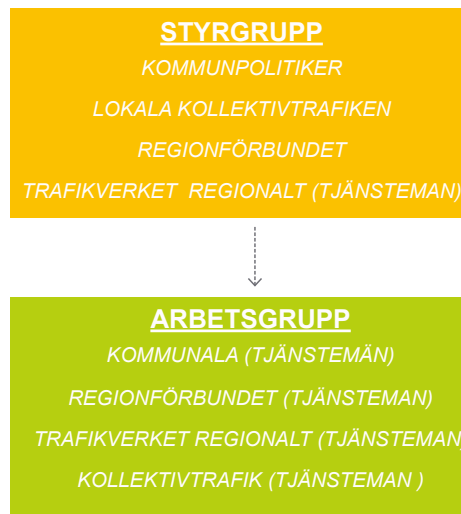 STYRGRUPP
KOMMUNPOLITIKER
LOKALA KOLLEKTIVTRAFIKEN
REGIONFÖRBUNDET
TRAFIKVERKET REGIONALT (TJÄNSTEMAN)
ARBETSGRUPP
KOMMUNALA (TJÄNSTEMÄN)
REGIONFÖRBUNDET (TJÄNSTEMAN)
TRAFIKVERKET REGIONALT (TJÄNSTEMAN)
KOLLEKTIVTRAFIK (TJÄNSTEMAN )